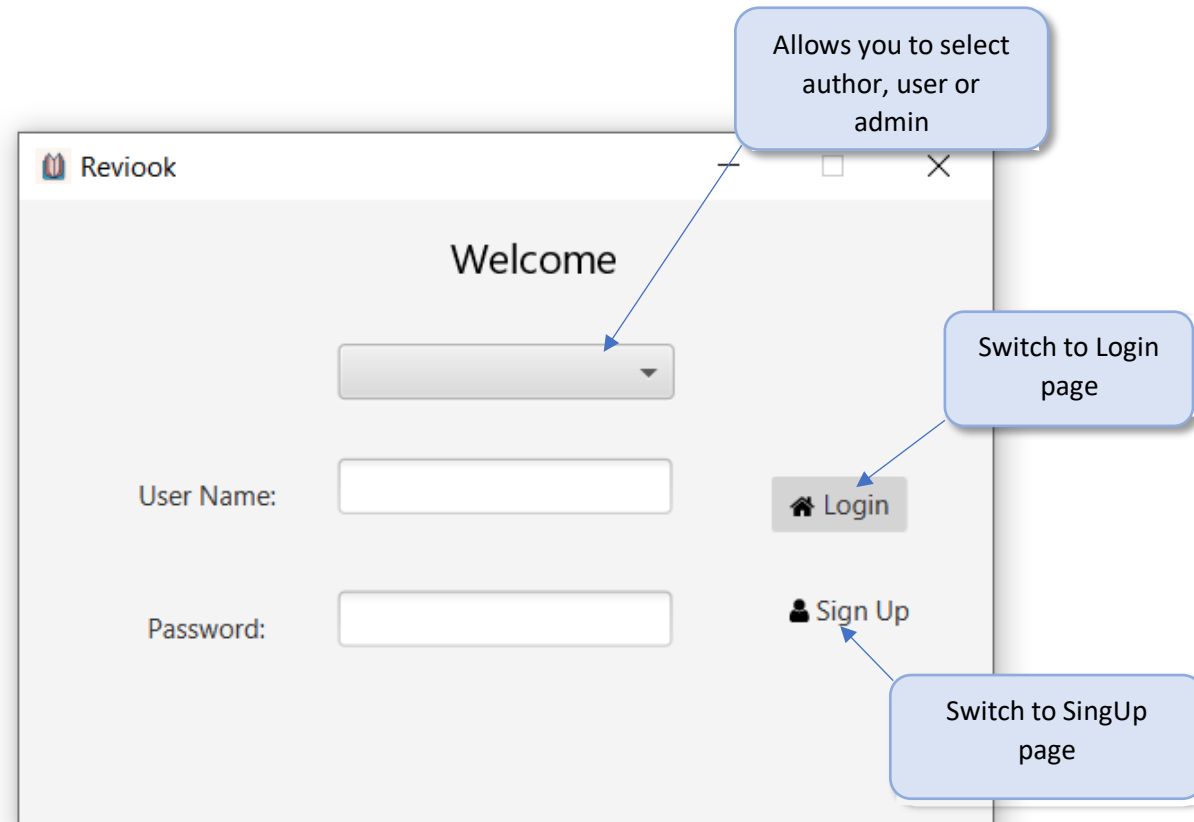 Allows you to select
author, user or
admin
Reviook
Welcome
Switch to Login
page
User Name:
Login
Password:
Sign Up
Switch to SingUp
page